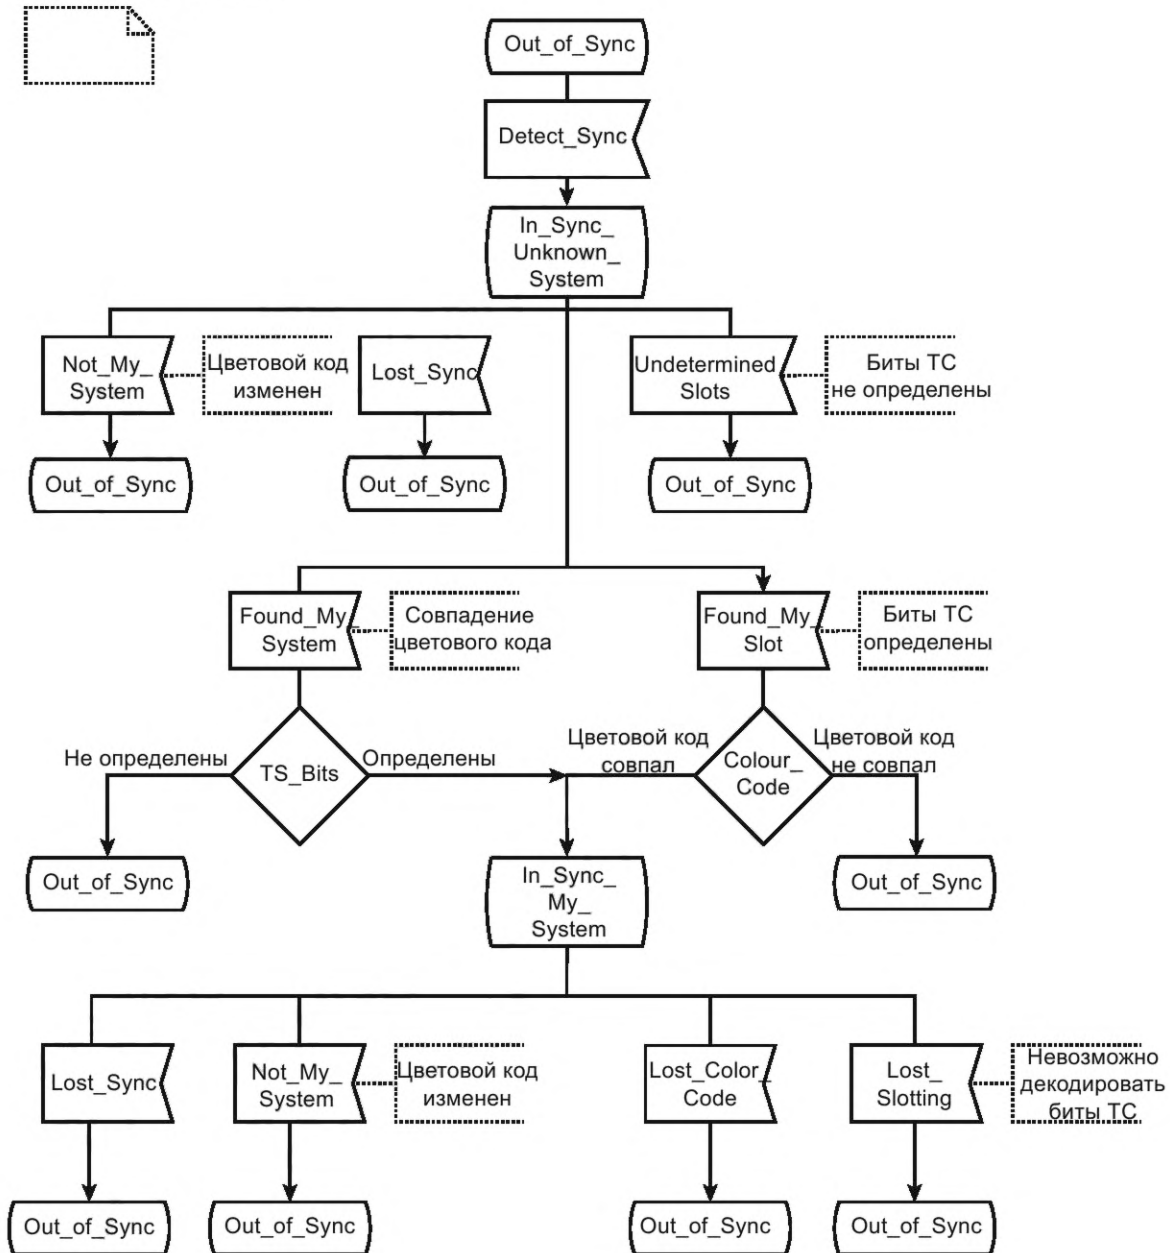 Out_of_Sync
Detect_Sync
In_Sync_
Unknown_
System
Not_My_
System
Цветовой код
изменен
Lost_Sync
Undetermined
Slots
Биты ТС
не определены
Out_of_Sync
Out_of_Sync
Out_of_Sync
Found_My_
System
Совпадение
цветового кода
Found_My_
Slot
Биты ТС
определены
Не определены
TS_Bits
Определены
Цветовой код
совпал
Colour_
Code
Цветовой код
не совпал
Out_of_Sync
In_Sync_
My_
System
Out_of_Sync
Lost_Sync
Not_My_
System
Цветовой код
изменен
Lost_Color_
Code
Lost_
Slotting
Невозможно
декодировать
биты ТС
Out_of_Sync
Out_of_Sync
Out_of_Sync
Out_of_Sync